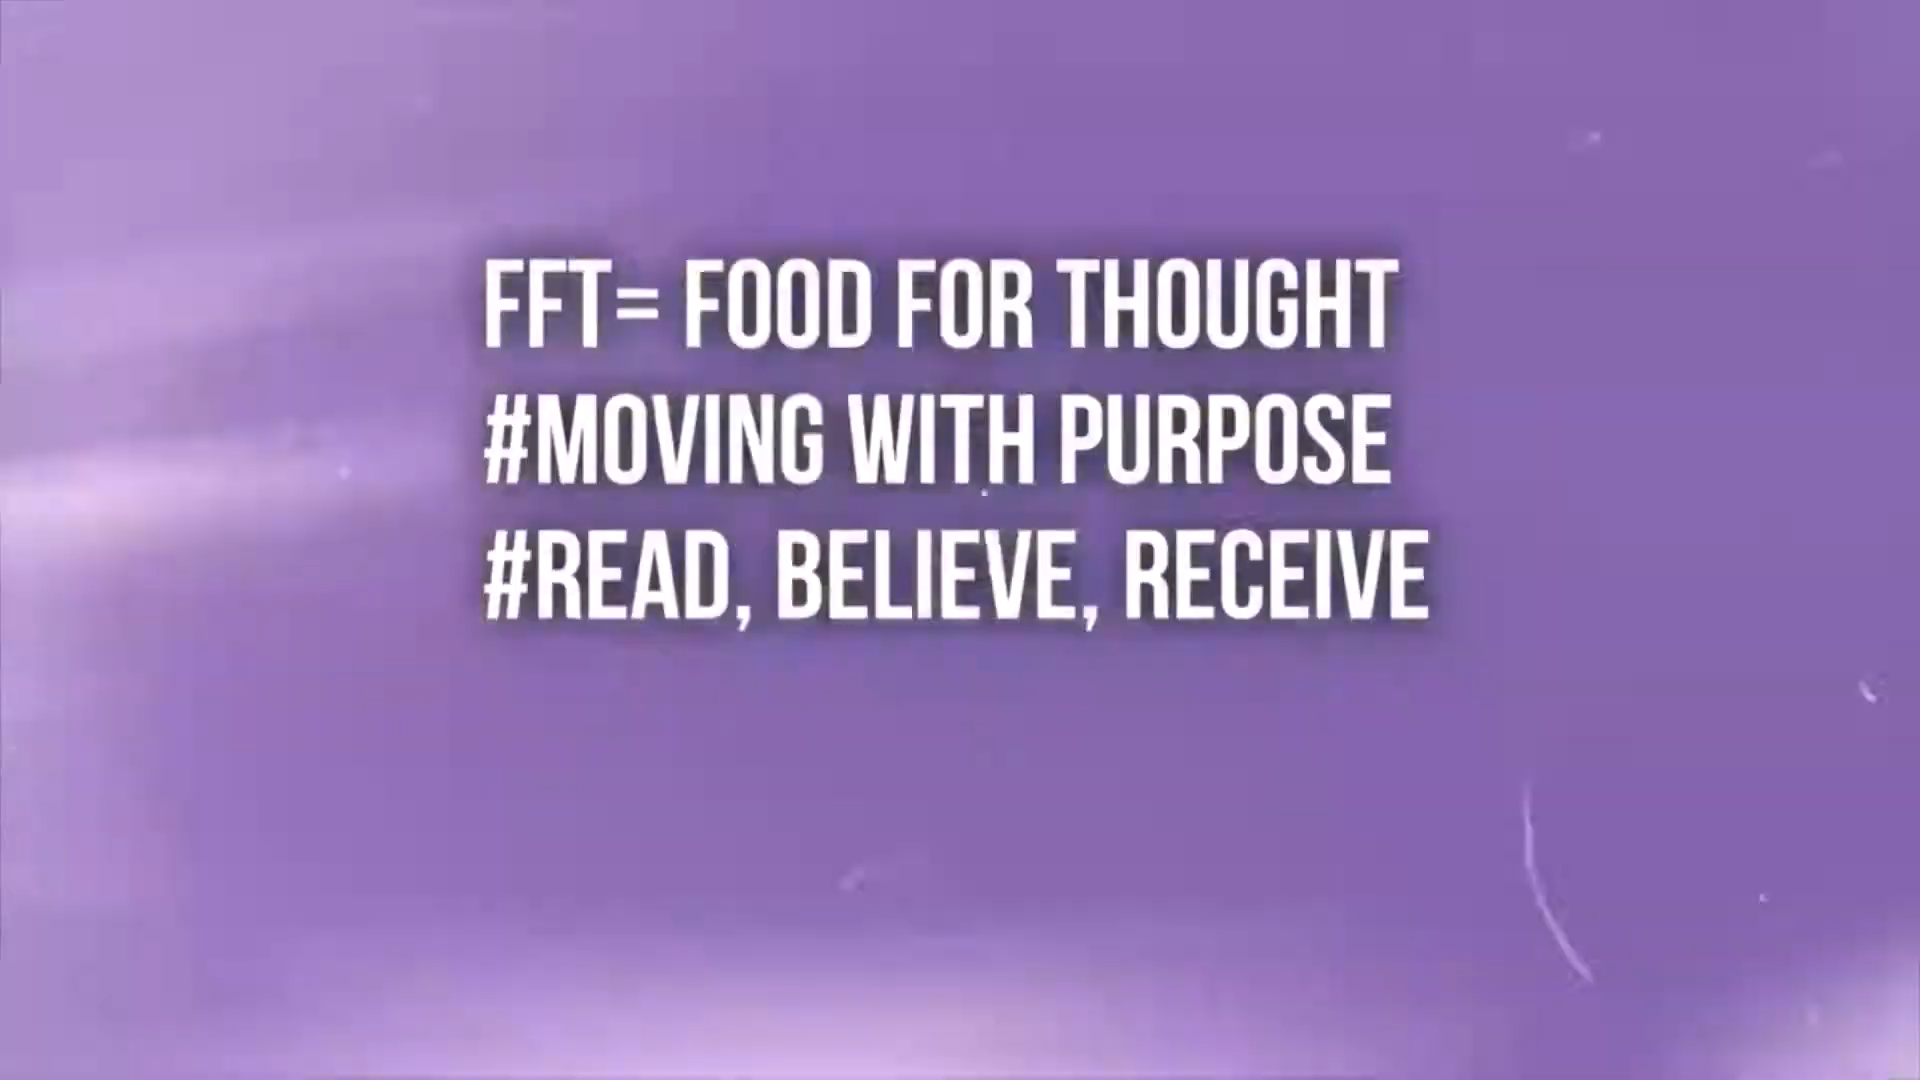 FFT= FOOD FOR THOUGHT
#MOVING WITH PURPOSE
#READ, BELIEVE, RECEIVE